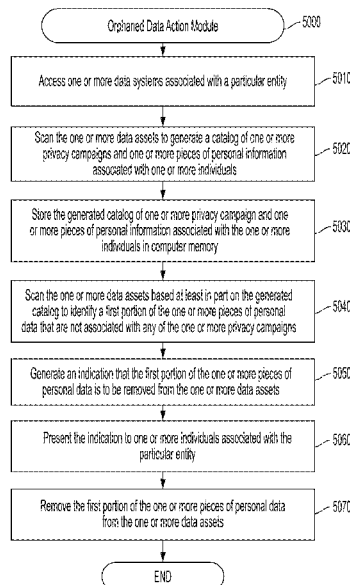 Orphaned Data Action Module
5000
Access one or more data systems associated with a particular entity
5010
Scan the one or more data assets to generate a catalog of one or more
privacy campaigns and one or more pieces of personal information
associated with one or more individuals
5020
Store the generated catalog of one or more privacy campaign and one
or more pieces of personal information associated with the one or more
individuals in computer memory
5030
Scan the one or more data assets based at least in part on the generated
catalog to identify a first portion of the one or more pieces of personal
data that are not associated with any of the one or more privacy campaigns
5040
Generate an indication that the first portion of the one or more pieces of
personal data is to be removed from the one or more data assets
5050
Present the indication to one or more individuals associated with the
particular entity
5060
Remove the first portion of the one or more pieces of personal data
from the one or more data assets
5070
END